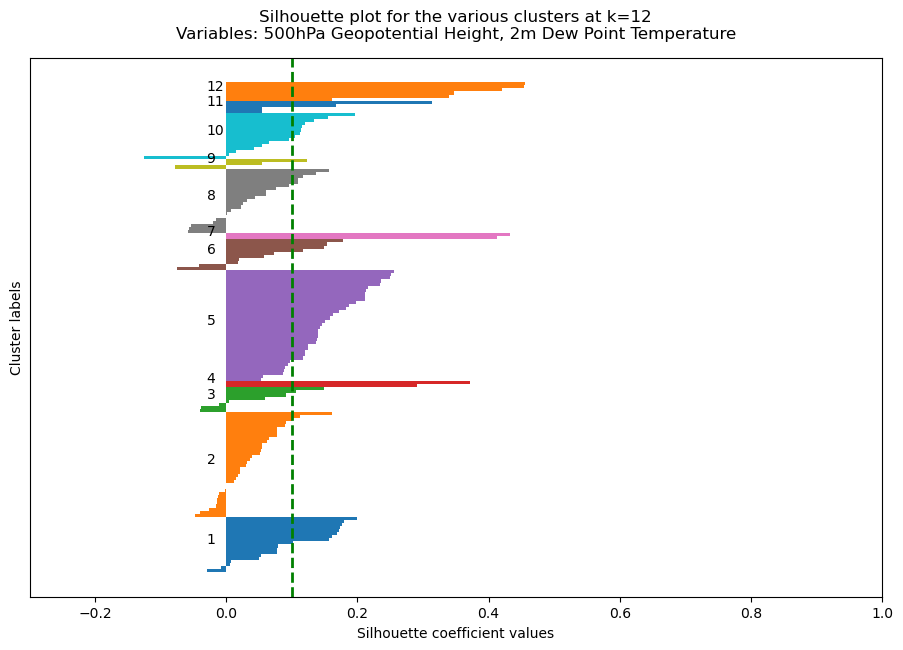 Silhouette plot for the various clusters at k=12
Variables: 500hPa Geopotential Height, 2m Dew Point Temperature
Cluster labels
12
11
10
9
8
7
6
5
4
3
2
1
−0.2 0.0 0.2 0.4 0.6 0.8 1.0
Silhouette coefficient values